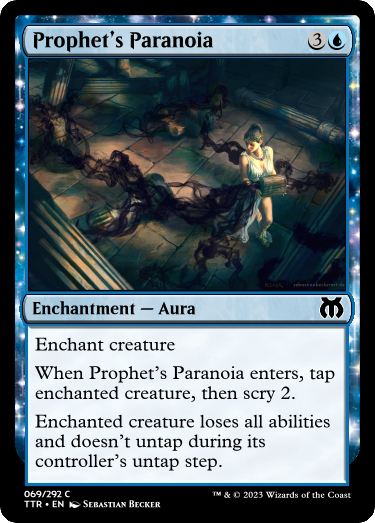 Prophet's Paranoia 3
Enchantment — Aura
Enchant creature
When Prophet's Paranoia enters, tap
enchanted creature, then scry 2.
Enchanted creature loses all abilities
and doesn't untap during its
controller's untap step.
069/292 C
TTR • EN Sebastian Becker
™ & © 2023 Wizards of the Coast